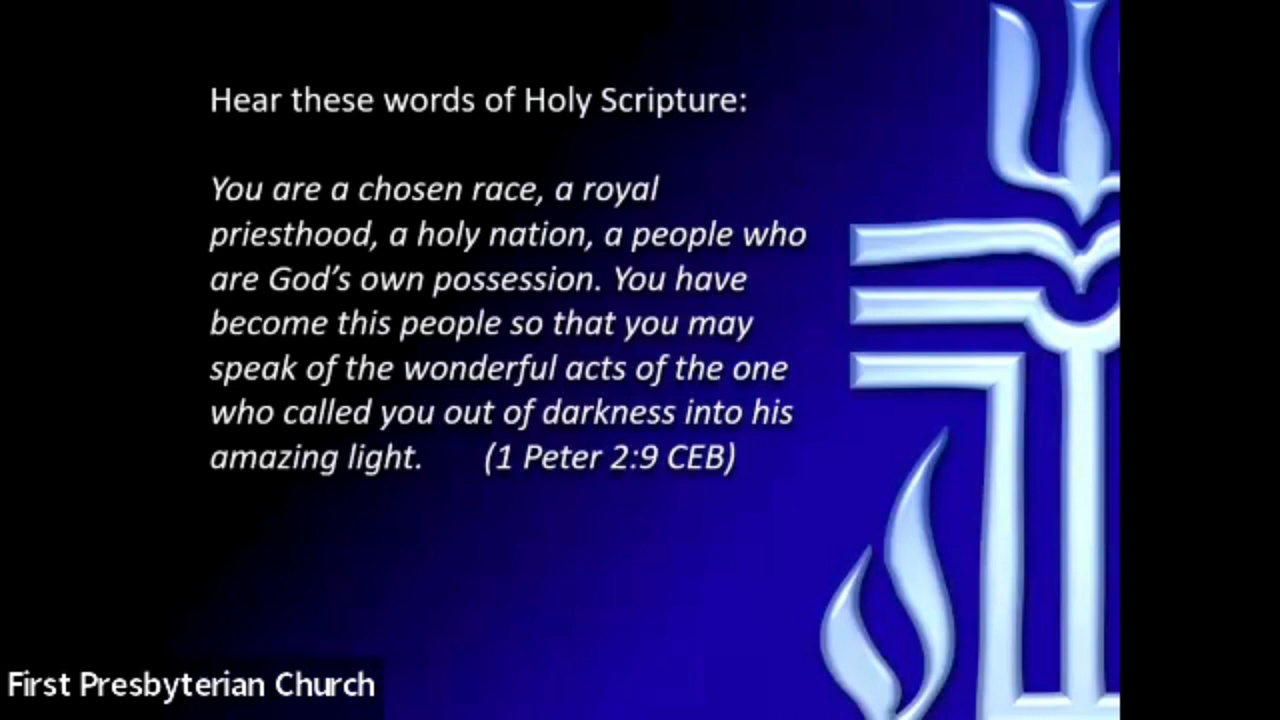 Hear these words of Holy Scripture:
You are a chosen race, a royal
priesthood, a holy nation, a people who
are God’s own possession. You have
become this people so that you may
speak of the wonderful acts of the one
who called you out of darkness into his
amazing light. (1 Peter 2:9 CEB)
First Presbyterian Church